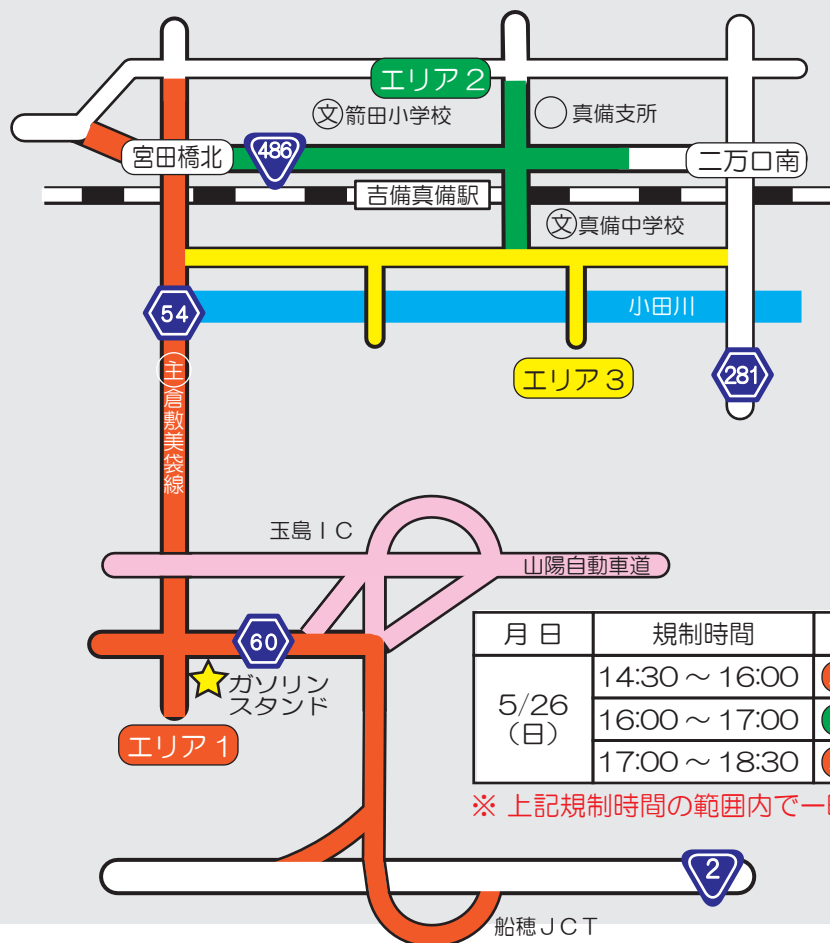 エリア2
文 箭田小学校
真備支所
宮田橋北
486
二万口南
吉備真備駅
文 真備中学校
54
小田川
主 倉敷美袋線
エリア3
281
玉島IC
山陽自動車道
60
ガソリン
スタンド
エリア1
月日 規制時間
5/26
(日)
14:30～16:00
16:00～17:00
17:00～18:30
※ 上記規制時間の範囲内で一
2
船穂JCT